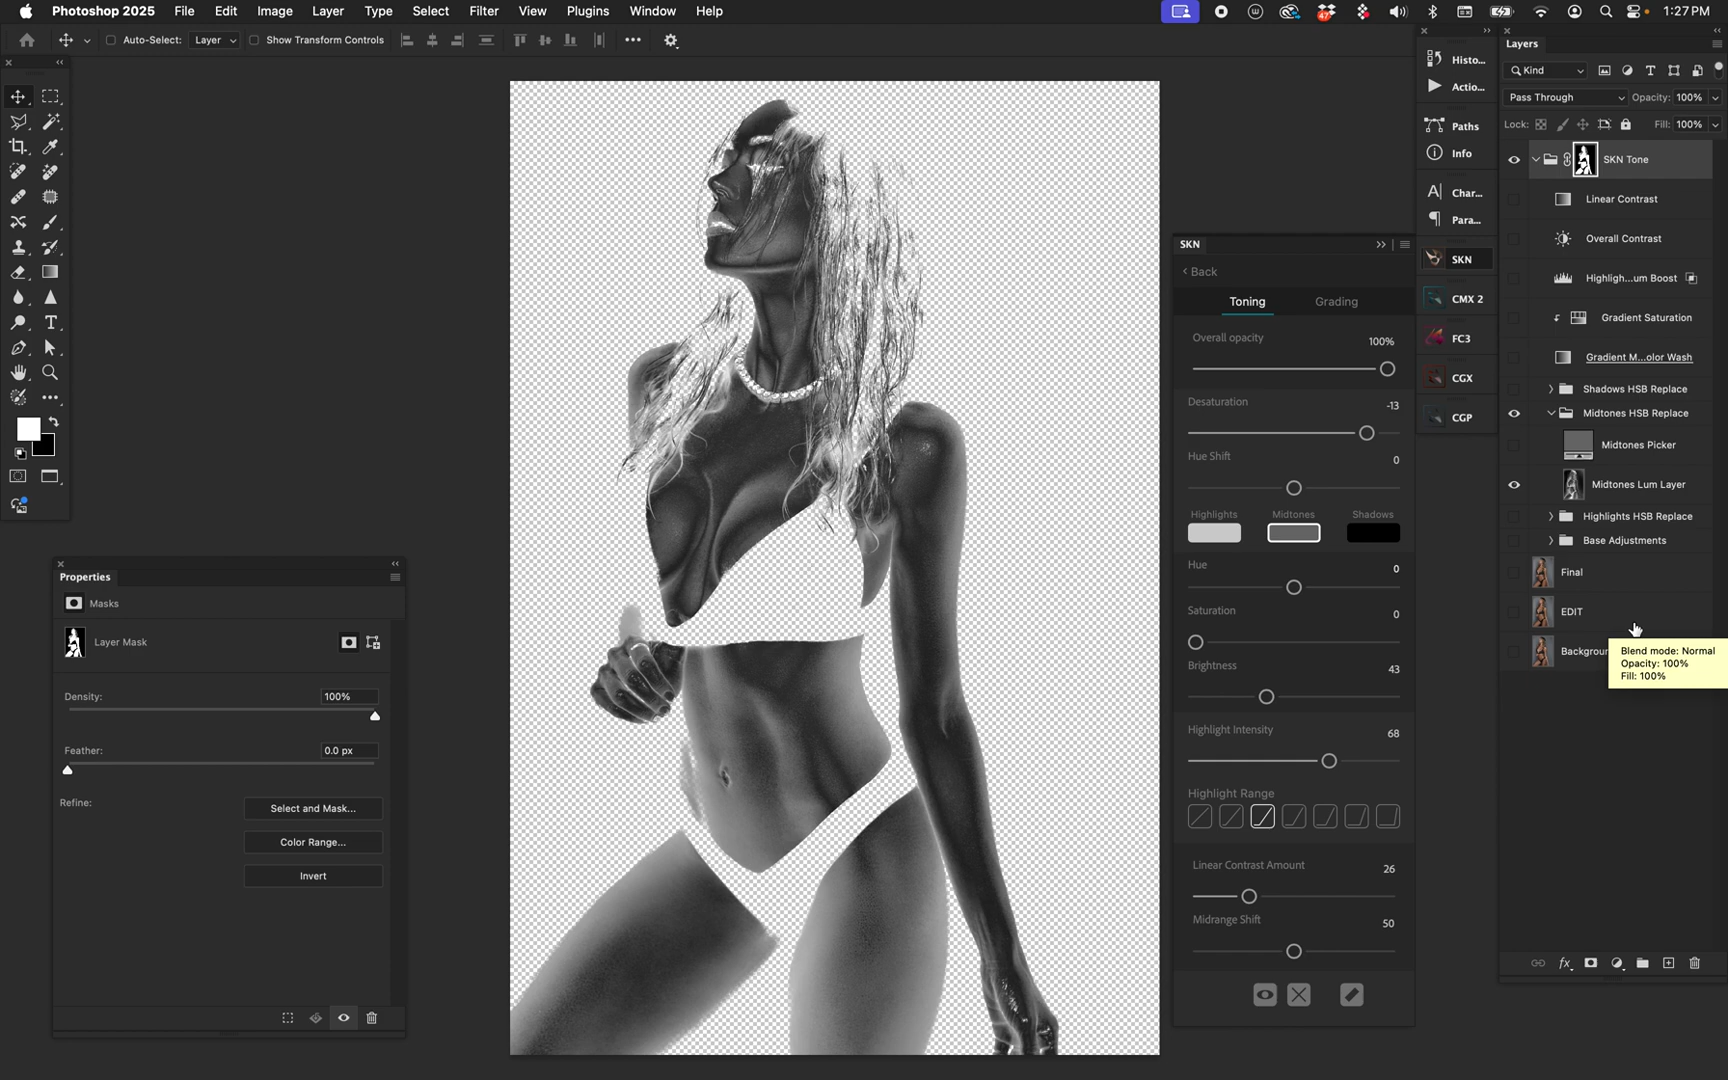 Photoshop 2025 File Edit Image Layer Type Select Filter View Plugins Window Help 47 1:27 PM
Auto-Select: Layer Show Transform Controls
Histo...
Actio...
Paths
Info
Char...
Para...
SKN
CMX 2
FC3
CGX
CGP
Properties
Masks
Layer Mask
Density: 100%
Feather: 0.0 px
Refine:
Select and Mask...
Color Range...
Invert
SKN
Back
Toning Grading
Overall opacity 100%
Desaturation -13
Hue Shift 0
Highlights Midtones Shadows
Hue 0
Saturation 0
Brightness 43
Highlight Intensity 68
Highlight Range
Linear Contrast Amount 26
Midrange Shift 50
Layers
Kind
Pass Through Opacity: 100%
Lock: Fill: 100%
SKN Tone
Linear Contrast
Overall Contrast
Highligh...um Boost
Gradient Saturation
Gradient M...olor Wash
Shadows HSB Replace
Midtones HSB Replace
Midtones Picker
Midtones Lum Layer
Highlights HSB Replace
Base Adjustments
Final
EDIT
Backgroun
Blend mode: Normal
Opacity: 100%
Fill: 100%
fx